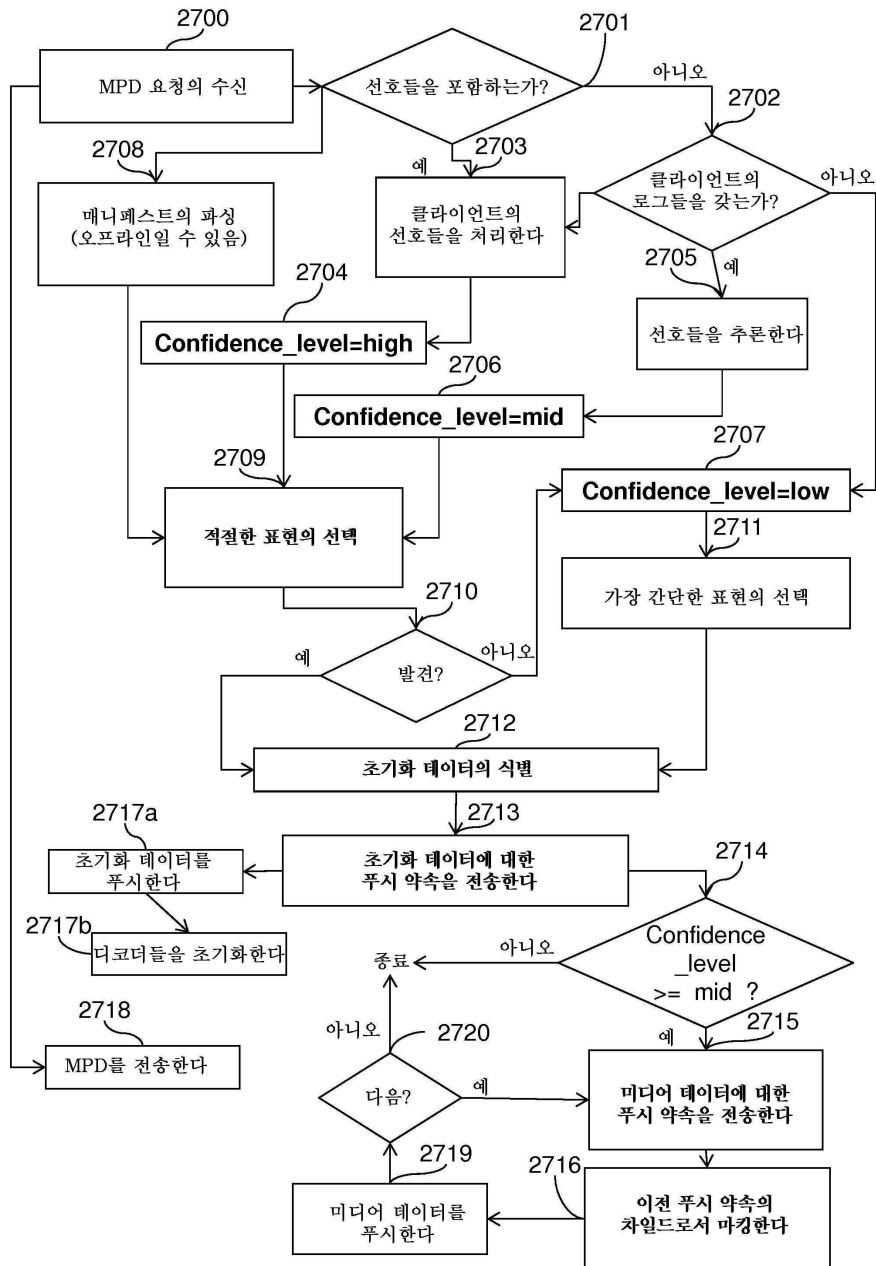 2700
MPD 요청의 수신
2701
선호들을 포함하는가?
아니오
2702
클라이언트의
로그들을 갖는가?
아니오
2708
매니페스트의 파싱
(오프라인일 수 있음)
2703
예
클라이언트의
선호들을 처리한다
2705
예
선호들을 추론한다
2704
Confidence_level=high
2706
Confidence_level=mid
2707
Confidence_level=low
2709
적절한 표현의 선택
2711
가장 간단한 표현의 선택
2710
예
발견?
아니오
2712
초기화 데이터의 식별
2713
초기화 데이터에 대한
푸시 약속을 전송한다
2717a
초기화 데이터를
푸시한다
2717b
디코더들을 초기화한다
2714
Confidence
_level
>= mid ?
아니오
종료
예
2718
MPD를 전송한다
2715
미디어 데이터에 대한
푸시 약속을 전송한다
2720
아니오
다음?
예
2716
이전 푸시 약속의
차일드로서 마킹한다
2719
미디어 데이터를
푸시한다